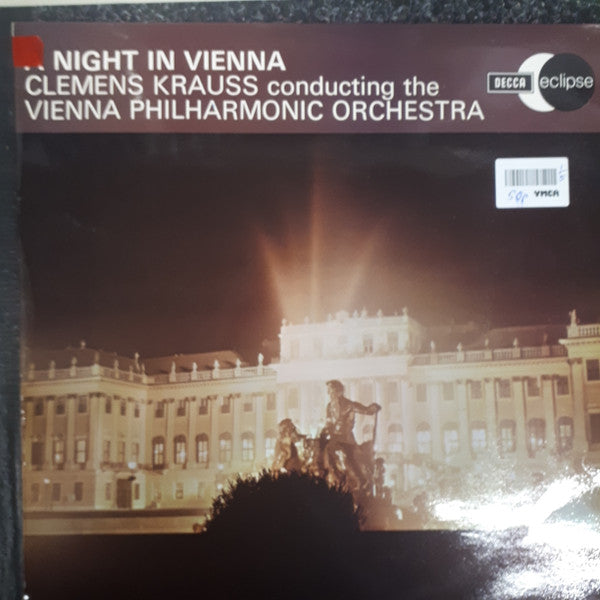 A NIGHT IN VIENNA
CLEMENS KRAUSS conducting the
VIENNA PHILHARMONIC ORCHESTRA
DECCA eclipse
50p YMCA